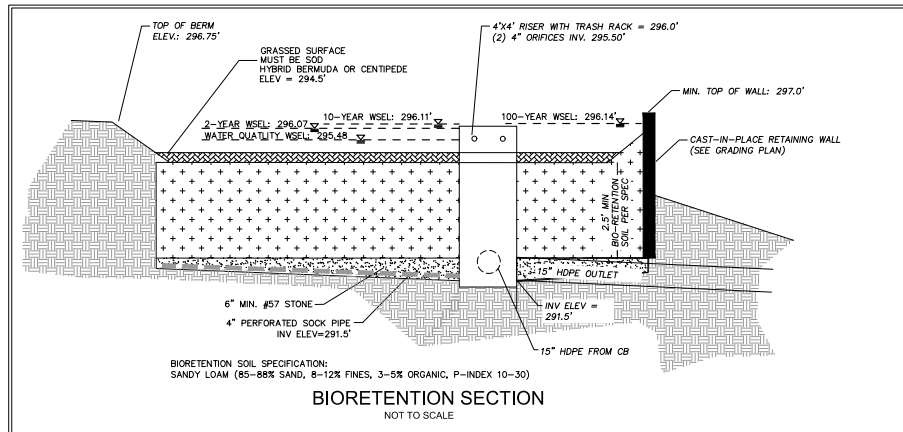 TOP OF BERM
ELEV.: 296.75'
GRASSED SURFACE
MUST BE SOD
HYBRID BERMUDA OR CENTIPEDE
ELEV = 294.5'
4'X4' RISER WITH TRASH RACK = 296.0'
(2) 4" ORIFICES INV. 295.50'
MIN. TOP OF WALL: 297.0'
10-YEAR WSEL: 296.11'
100-YEAR WSEL: 296.14'
2-YEAR WSEL: 296.07
WATER QUATLITY WSEL: 295.48
CAST-IN-PLACE RETAINING WALL
(SEE GRADING PLAN)
2.5' MIN
BIO-RETENTION
SOIL PER SPEC
15" HDPE OUTLET
6" MIN. #57 STONE
4" PERFORATED SOCK PIPE
INV ELEV=291.5'
INV ELEV =
291.5'
15" HDPE FROM CB
BIORETENTION SOIL SPECIFICATION:
SANDY LOAM (85-88% SAND, 8-12% FINES, 3-5% ORGANIC, P-INDEX 10-30)
BIORETENTION SECTION
NOT TO SCALE